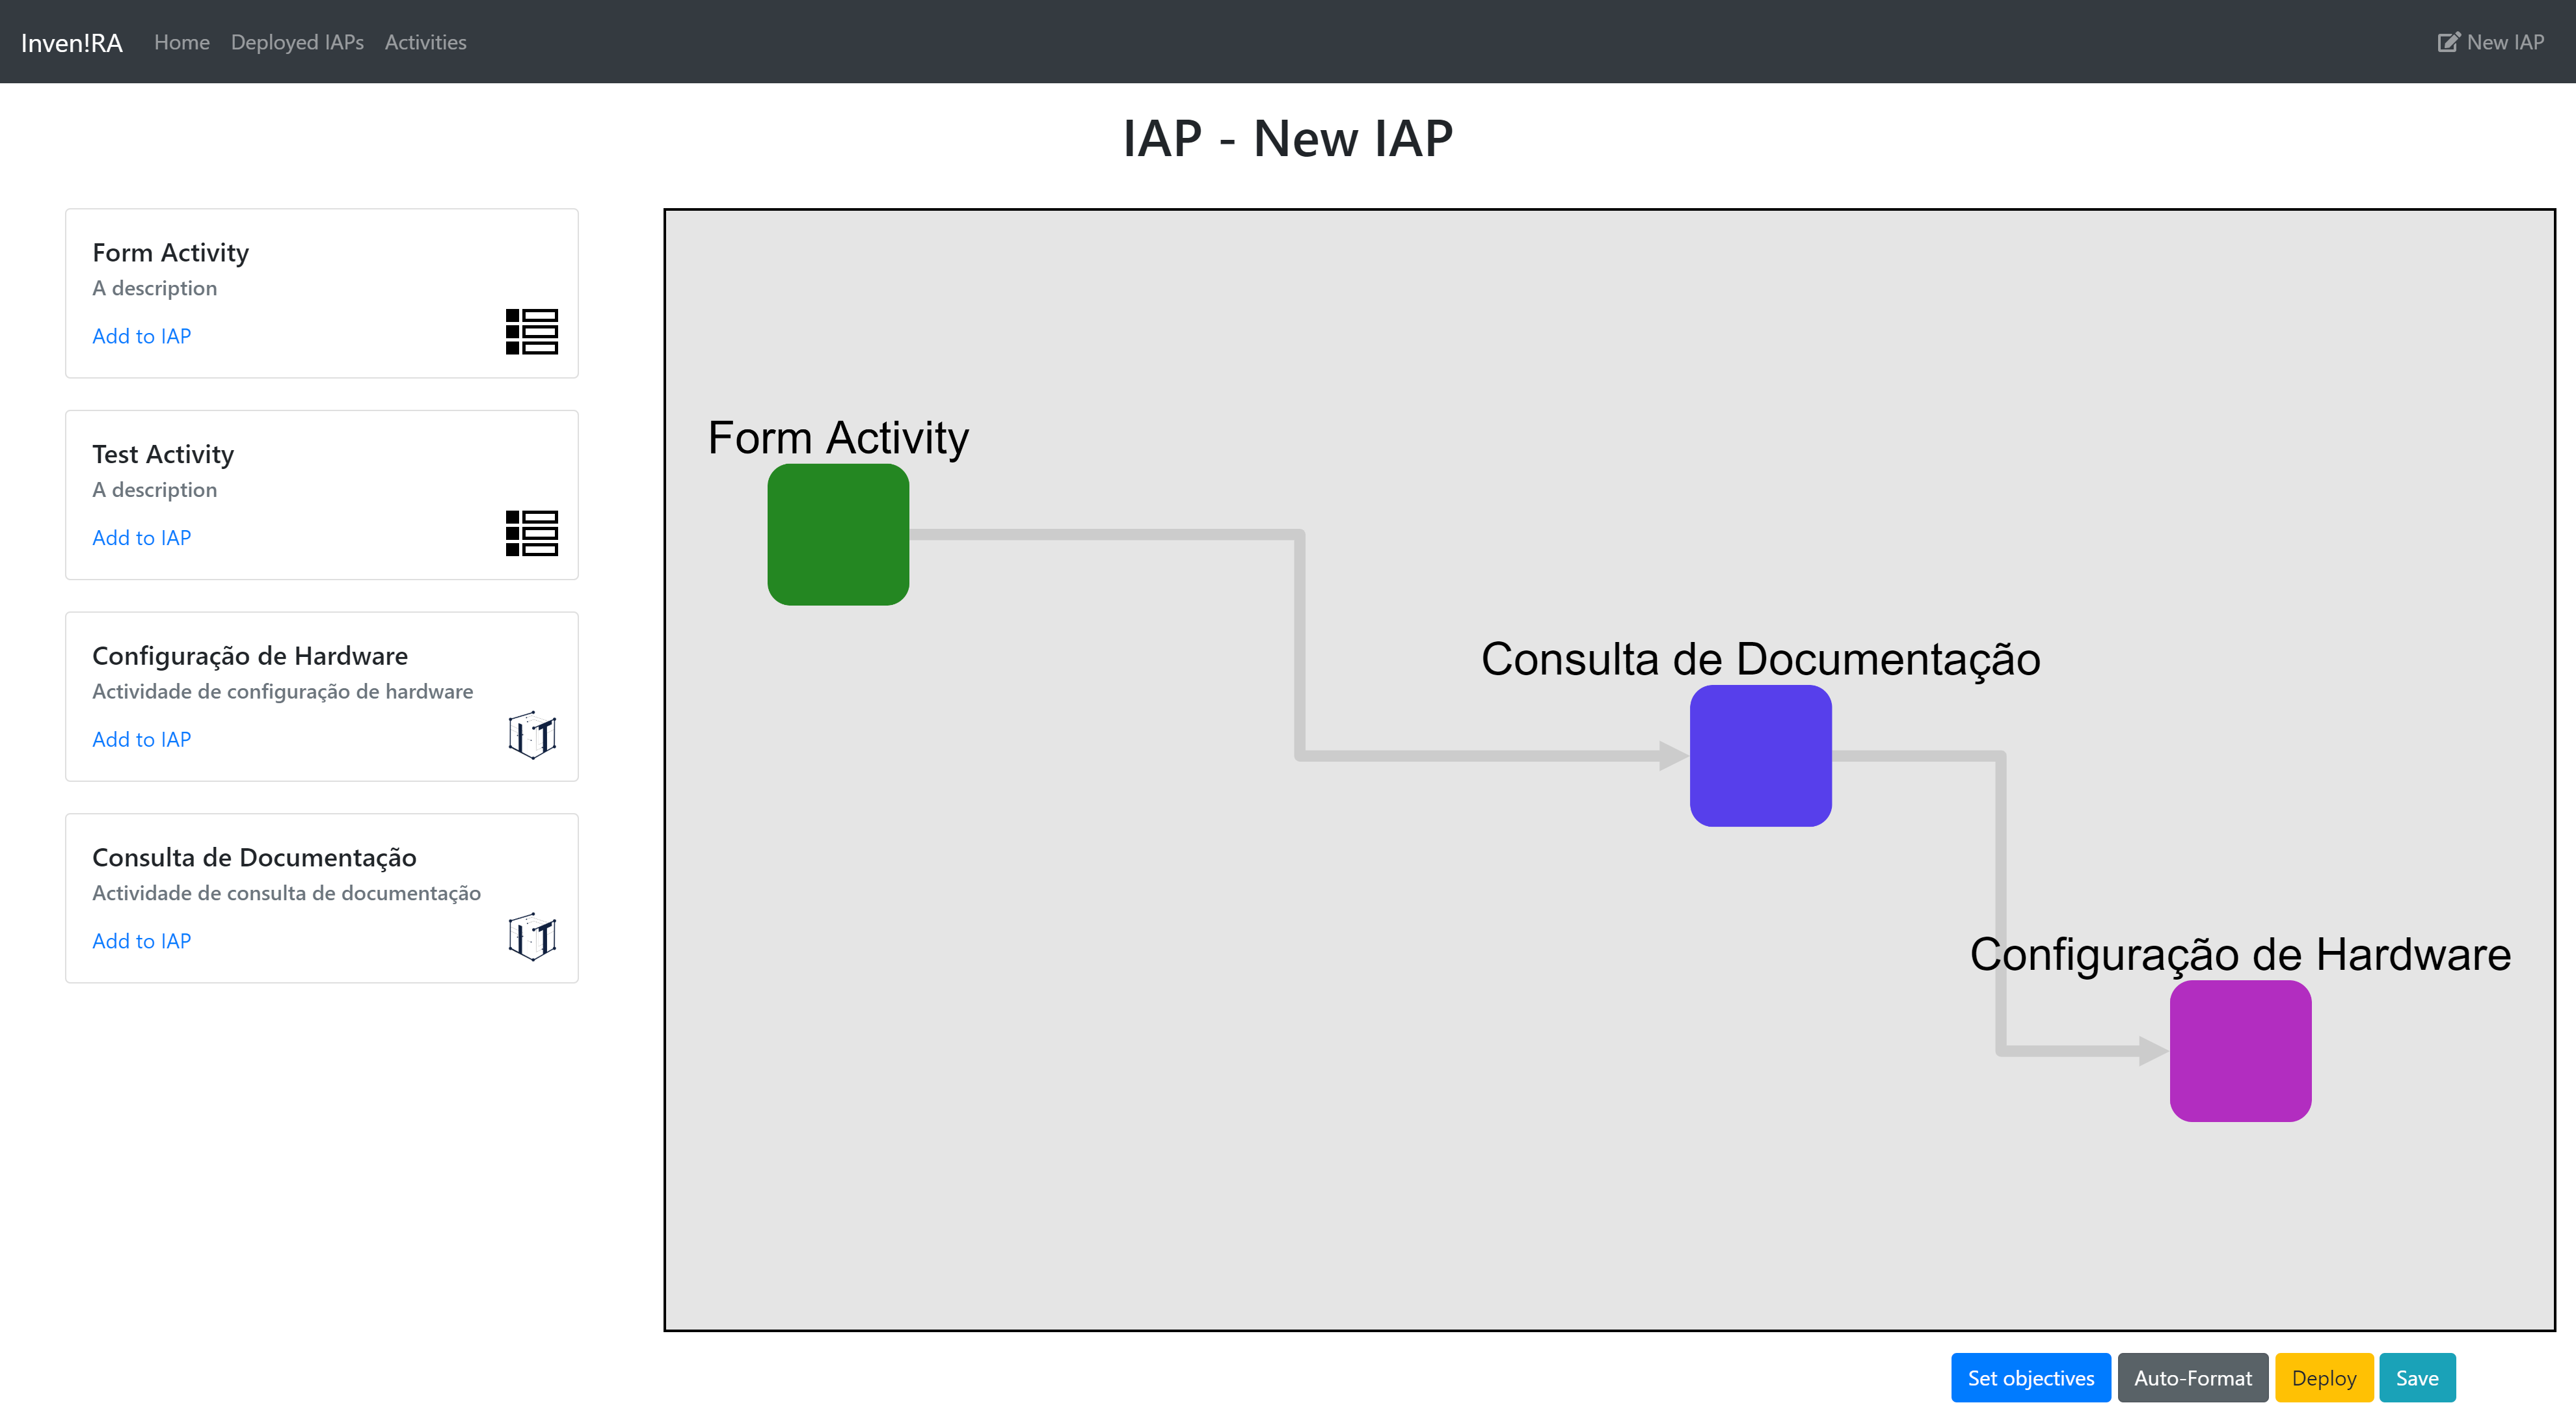 Inven!RA Home Deployed IAPs Activities New IAP
IAP - New IAP
Form Activity
A description
Add to IAP
Test Activity
A description
Add to IAP
Configuração de Hardware
Actividade de configuração de hardware
Add to IAP
Consulta de Documentação
Actividade de consulta de documentação
Add to IAP
Form Activity
Consulta de Documentação
Configuração de Hardware
Set objectives Auto-Format Deploy Save